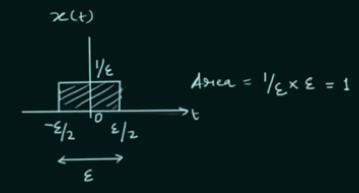 x(t)
1/ε
Area = 1/ε × ε = 1
-ε/2 0 ε/2 t
ε